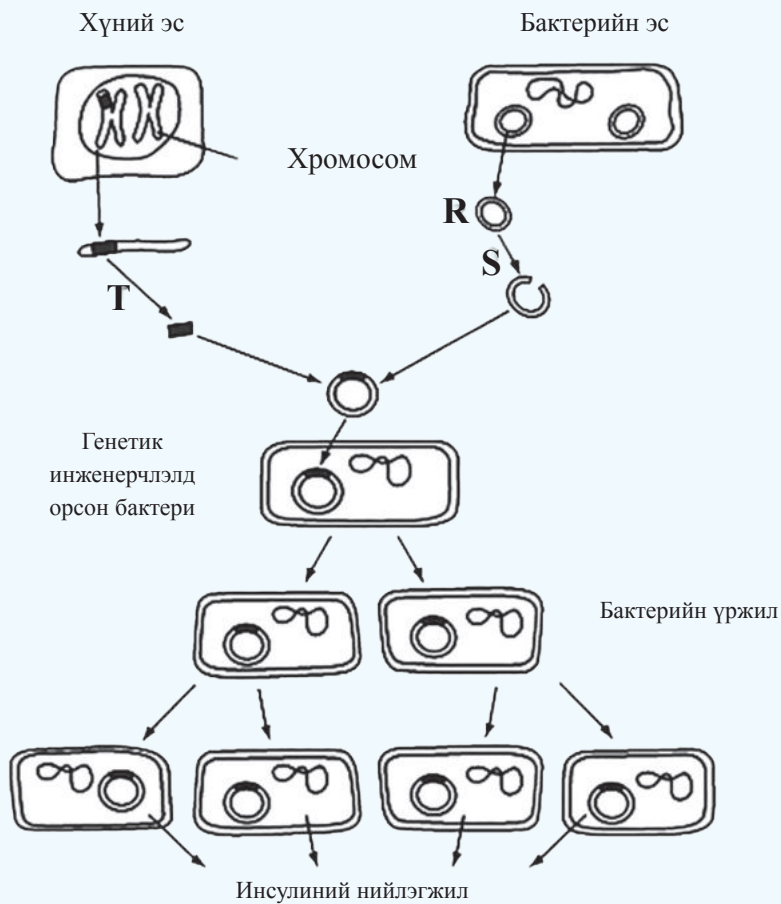 Хүний эс
Бактерийн эс
Хромосом
R
S
T
Генетик
инженерчлэлд
орсон бактери
Бактерийн үржил
Инсулиний нийлэгжил